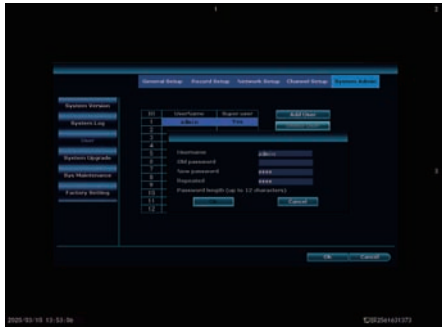 1
2
General Setup Record Setup Network Setup Channel Setup System Admin
System Version
System Log
User
System Upgrade
Sys Maintenance
Factory Setting
ID UserName Super user Add User
1 admin Yes
2
4
5
6
7
8
9
10
11
12
Username admin
Old password
New password ****
Repeated ****
Password length (up to 12 characters)
Cancel
Ok Cancel
3
2025/03/18 13:53:06